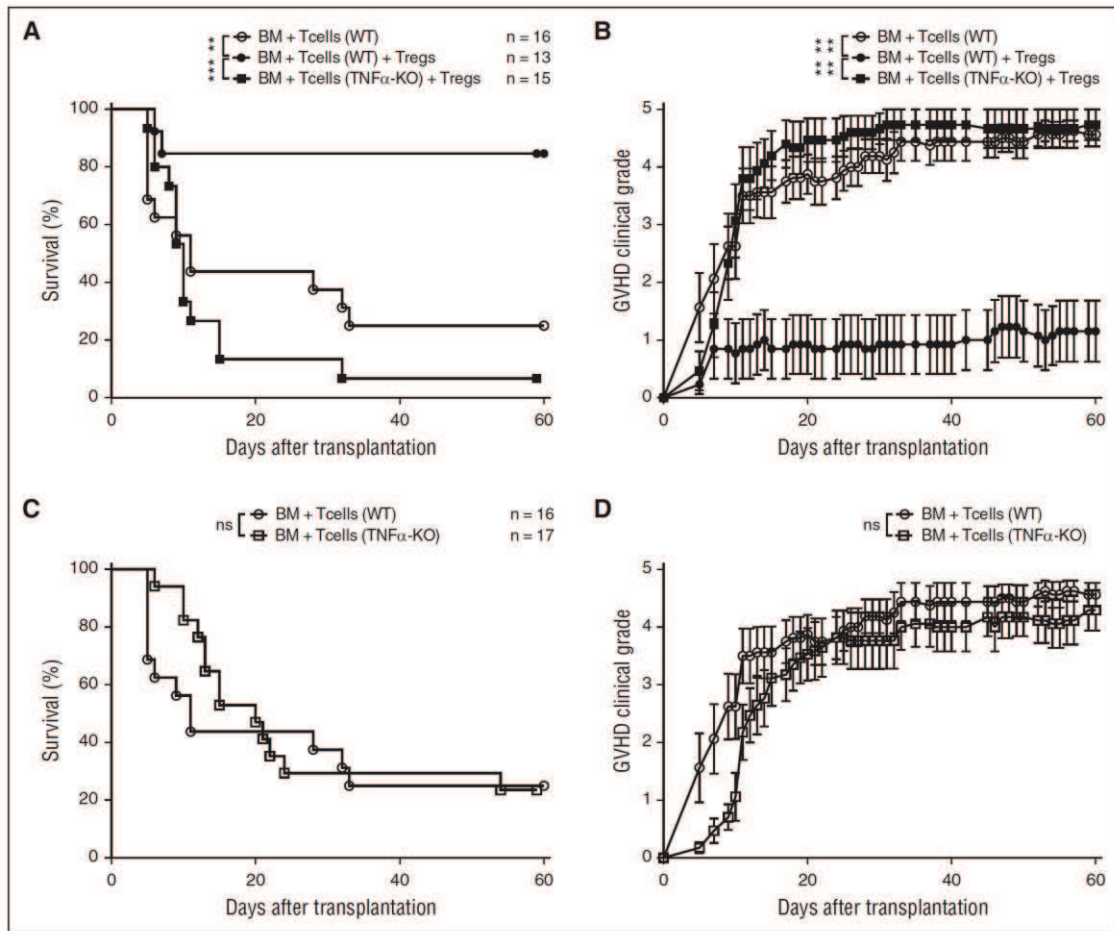 A
** BM + Tcells (WT) n = 16
*** BM + Tcells (WT) + Tregs n = 13
BM + Tcells (TNFα-KO) + Tregs n = 15
100
80
60
40
20
0
Survival (%)
0 20 40 60
Days after transplantation
B
** ** BM + Tcells (WT)
** ** BM + Tcells (WT) + Tregs
BM + Tcells (TNFα-KO) + Tregs
5
4
3
2
1
0
GVHD clinical grade
0 20 40 60
Days after transplantation
C
ns BM + Tcells (WT) n = 16
BM + Tcells (TNFα-KO) n = 17
100
80
60
40
20
0
Survival (%)
0 20 40 60
Days after transplantation
D
ns BM + Tcells (WT)
BM + Tcells (TNFα-KO)
5
4
3
2
1
0
GVHD clinical grade
0 20 40 60
Days after transplantation